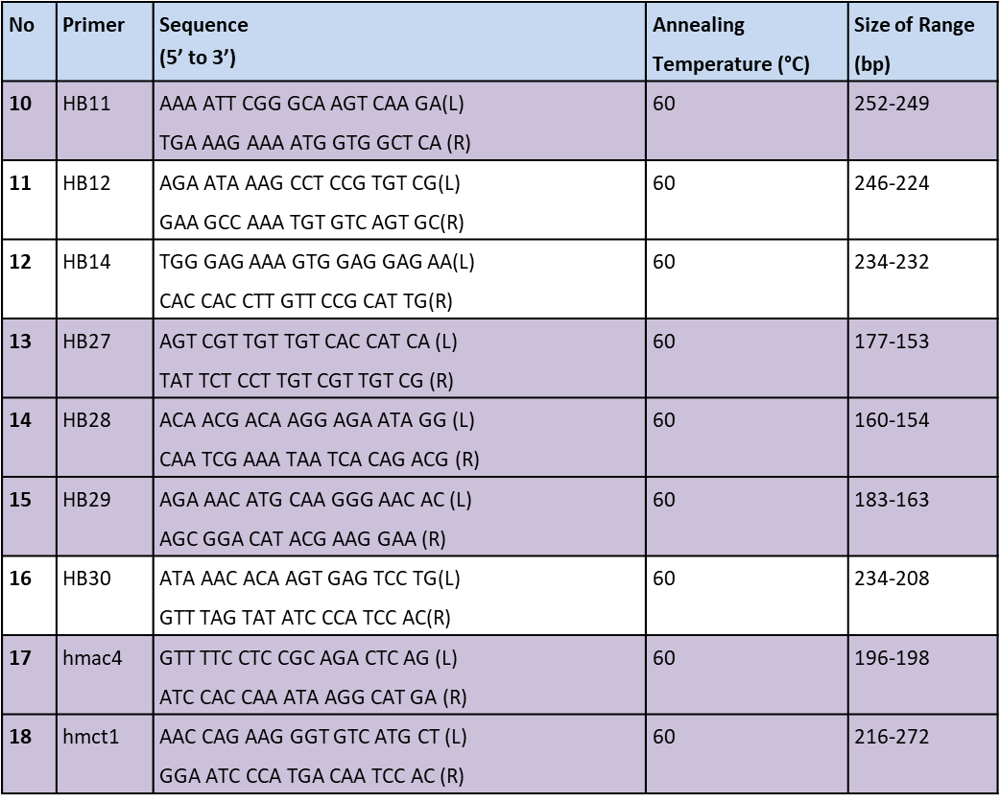 No Primer Sequence Annealing Size of Range
(5’ to 3’) Temperature (°C) (bp)
10 HB11 AAA ATT CGG GCA AGT CAA GA(L) 60 252-249
TGA AAG AAA ATG GTG GCT CA (R)
11 HB12 AGA ATA AAG CCT CCG TGT CG(L) 60 246-224
GAA GCC AAA TGT GTC AGT GC(R)
12 HB14 TGG GAG AAA GTG GAG GAG AA(L) 60 234-232
CAC CAC CTT GTT CCG CAT TG(R)
13 HB27 AGT CGT TGT TGT CAC CAT CA (L) 60 177-153
TAT TCT CCT TGT CGT TGT CG (R)
14 HB28 ACA ACG ACA AGG AGA ATA GG (L) 60 160-154
CAA TCG AAA TAA TCA CAG ACG (R)
15 HB29 AGA AAC ATG CAA GGG AAC AC (L) 60 183-163
AGC GGA CAT ACG AAG GAA (R)
16 HB30 ATA AAC ACA AGT GAG TCC TG(L) 60 234-208
GTT TAG TAT ATC CCA TCC AC(R)
17 hmac4 GTT TTC CTC CGC AGA CTC AG (L) 60 196-198
ATC CAC CAA ATA AGG CAT GA (R)
18 hmct1 AAC CAG AAG GGT GTC ATG CT (L) 60 216-272
GGA ATC CCA TGA CAA TCC AC (R)